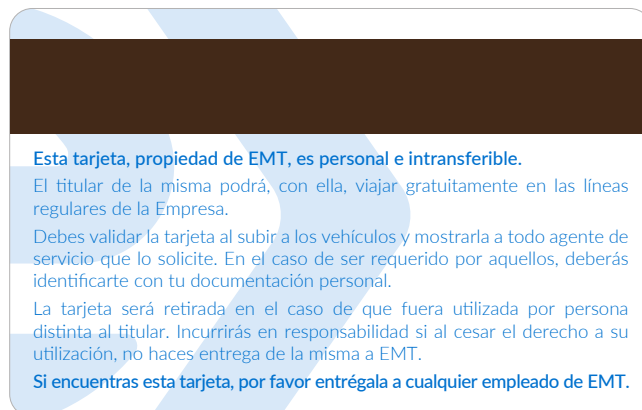 Esta tarjeta, propiedad de EMT, es personal e intransferible.
El titular de la misma podrá, con ella, viajar gratuitamente en las líneas
regulares de la Empresa.
Debes validar la tarjeta al subir a los vehículos y mostrarla a todo agente de
servicio que lo solicite. En el caso de ser requerido por aquellos, deberás
identificarte con tu documentación personal.
La tarjeta será retirada en el caso de que fuera utilizada por persona
distinta al titular. Incurrirás en responsabilidad si al cesar el derecho a su
utilización, no haces entrega de la misma a EMT.
Si encuentras esta tarjeta, por favor entrégala a cualquier empleado de EMT.